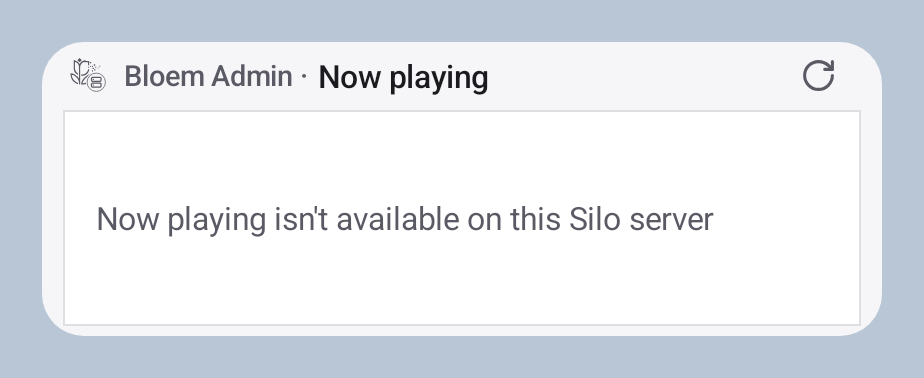 Bloem Admin · Now playing
Now playing isn't available on this Silo server